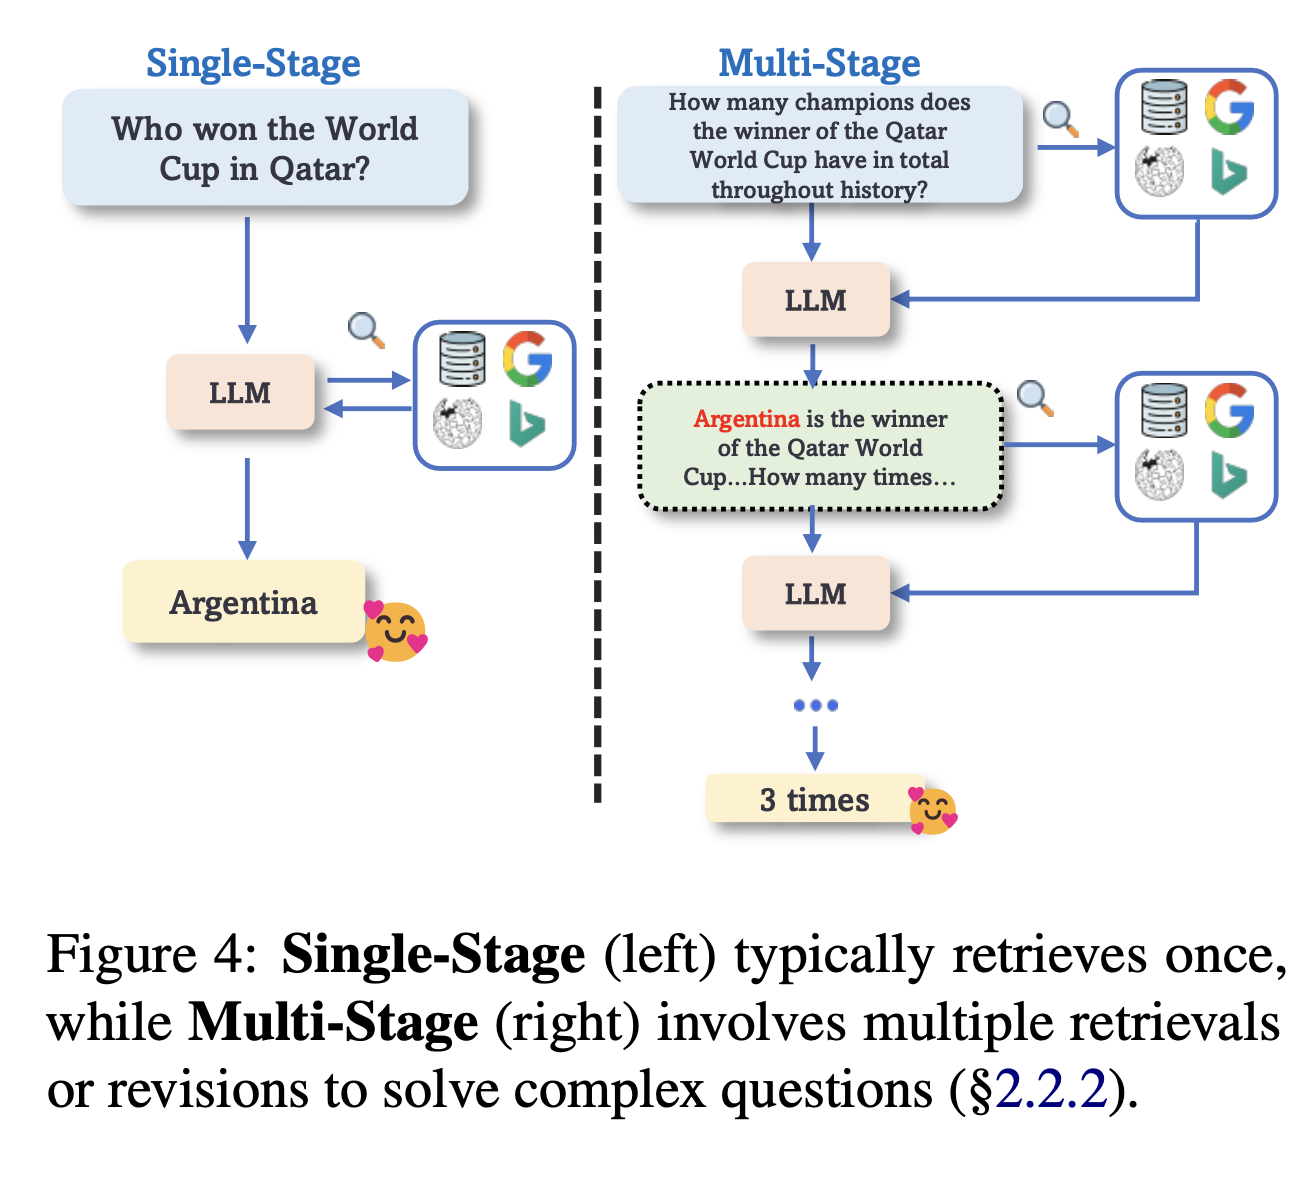 Single-Stage
Who won the World
Cup in Qatar?
LLM
Argentina
Multi-Stage
How many champions does
the winner of the Qatar
World Cup have in total
throughout history?
LLM
Argentina is the winner
of the Qatar World
Cup...How many times...
LLM
3 times
Figure 4: Single-Stage (left) typically retrieves once,
while Multi-Stage (right) involves multiple retrievals
or revisions to solve complex questions (§2.2.2).